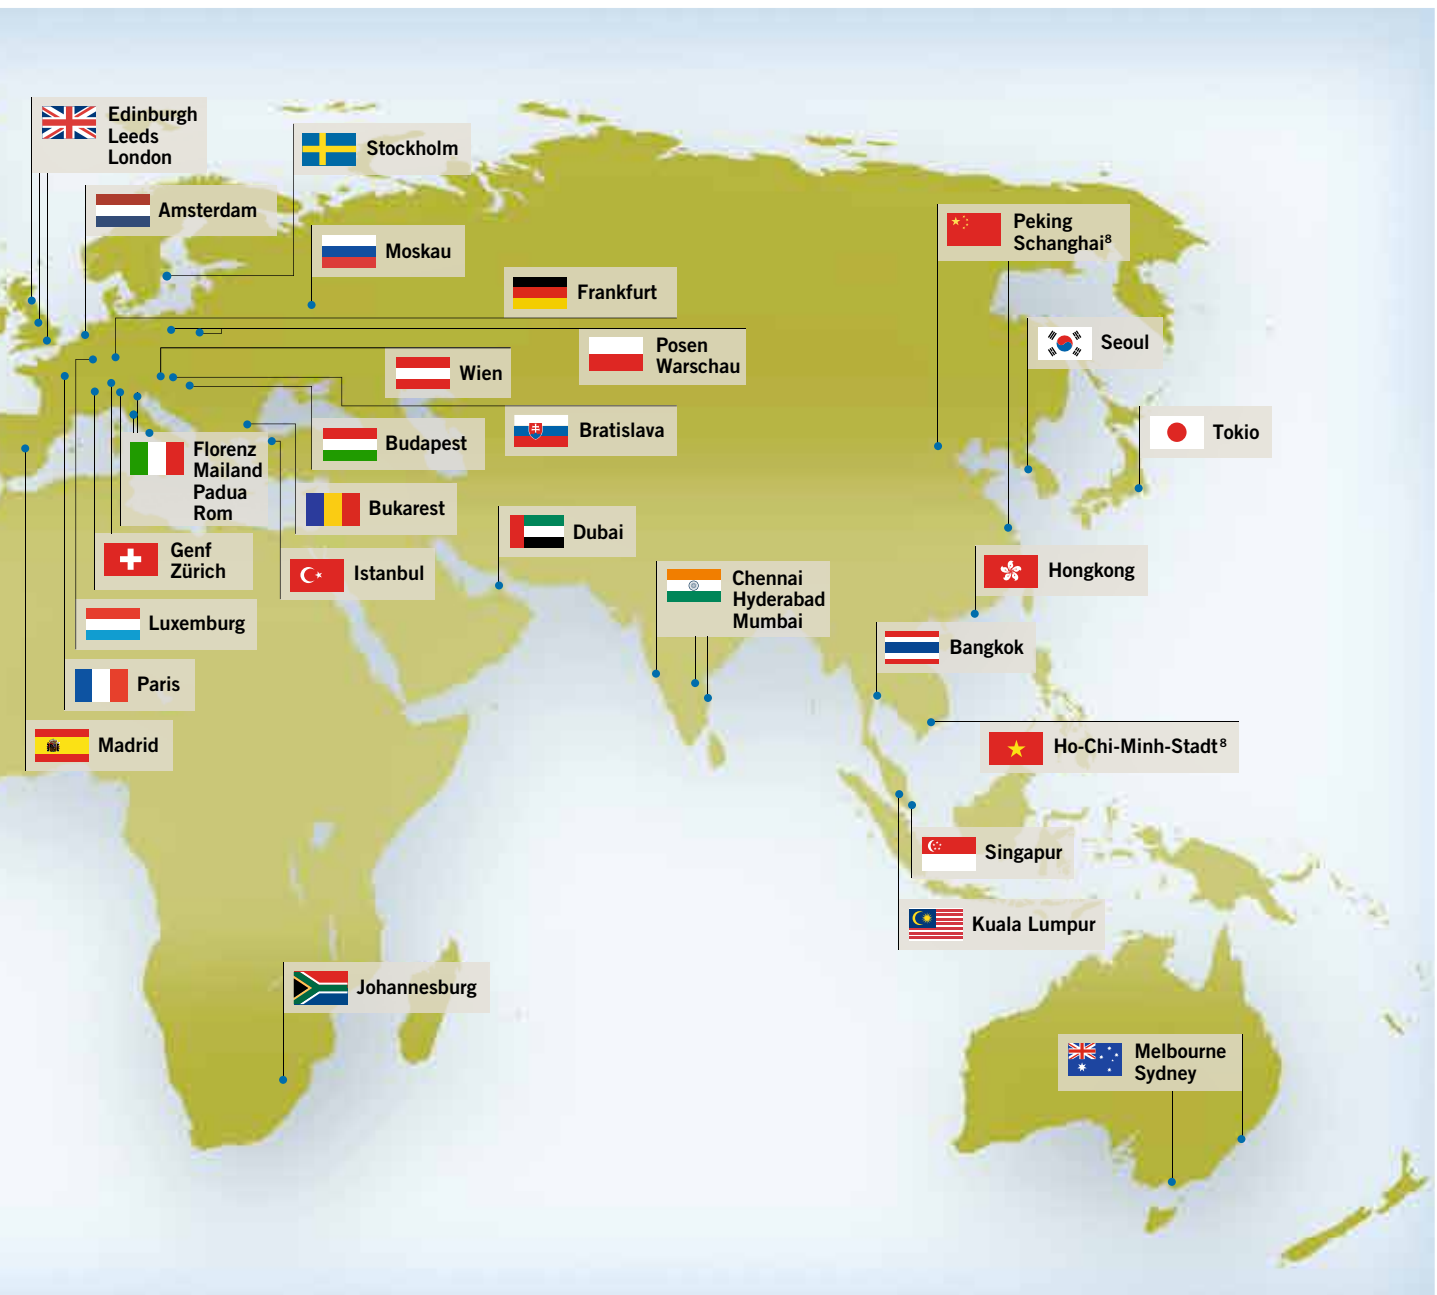 Edinburgh
Leeds
London
Stockholm
Amsterdam
Moskau
Peking
Schanghai⁸
Frankfurt
Seoul
Posen
Warschau
Wien
Bratislava
Tokio
Budapest
Florenz
Mailand
Padua
Rom
Bukarest
Dubai
Genf
Zürich
Istanbul
Hongkong
Chennai
Hyderabad
Mumbai
Luxemburg
Bangkok
Paris
Madrid
Ho-Chi-Minh-Stadt⁸
Singapur
Kuala Lumpur
Johannesburg
Melbourne
Sydney